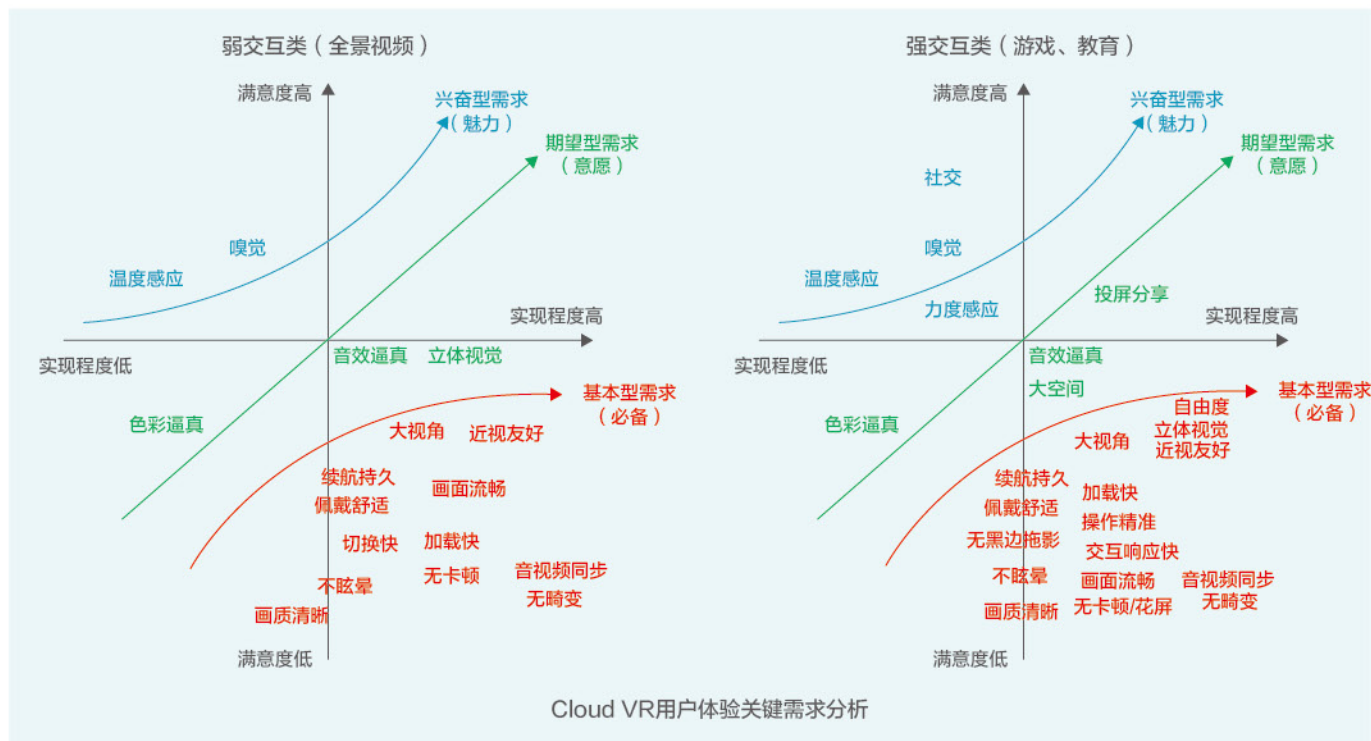 弱交互类（全景视频）
满意度高
兴奋型需求
（魅力）
期望型需求
（意愿）
嗅觉
温度感应
实现程度高
实现程度低
音效逼真
立体视觉
基本型需求
（必备）
色彩逼真
大视角
近视友好
续航持久
画面流畅
佩戴舒适
切换快
加载快
无卡顿
音视频同步
不眩晕
无畸变
画质清晰
满意度低
强交互类（游戏、教育）
满意度高
兴奋型需求
（魅力）
期望型需求
（意愿）
社交
嗅觉
温度感应
投屏分享
力度感应
实现程度高
实现程度低
音效逼真
大空间
基本型需求
（必备）
自由度
色彩逼真
立体视觉
大视角
近视友好
续航持久
加载快
佩戴舒适
操作精准
无黑边拖影
交互响应快
不眩晕
画面流畅
音视频同步
无畸变
画质清晰
无卡顿/花屏
满意度低
Cloud VR用户体验关键需求分析